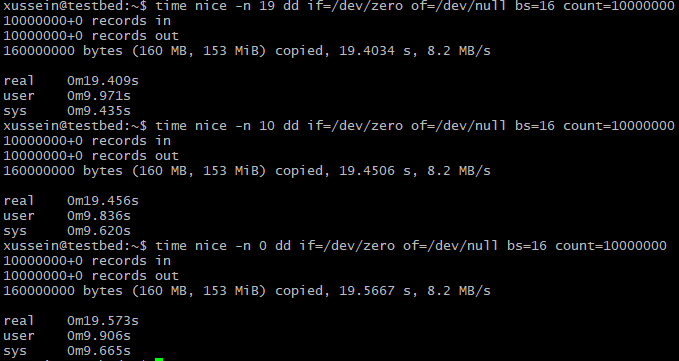 xussein@testbed:~$ time nice -n 19 dd if=/dev/zero of=/dev/null bs=16 count=10000000
10000000+0 records in
10000000+0 records out
160000000 bytes (160 MB, 153 MiB) copied, 19.4034 s, 8.2 MB/s

real    0m19.409s
user    0m9.971s
sys     0m9.435s
xussein@testbed:~$ time nice -n 10 dd if=/dev/zero of=/dev/null bs=16 count=10000000
10000000+0 records in
10000000+0 records out
160000000 bytes (160 MB, 153 MiB) copied, 19.4506 s, 8.2 MB/s

real    0m19.456s
user    0m9.836s
sys     0m9.620s
xussein@testbed:~$ time nice -n 0 dd if=/dev/zero of=/dev/null bs=16 count=10000000
10000000+0 records in
10000000+0 records out
160000000 bytes (160 MB, 153 MiB) copied, 19.5667 s, 8.2 MB/s

real    0m19.573s
user    0m9.906s
sys     0m9.665s